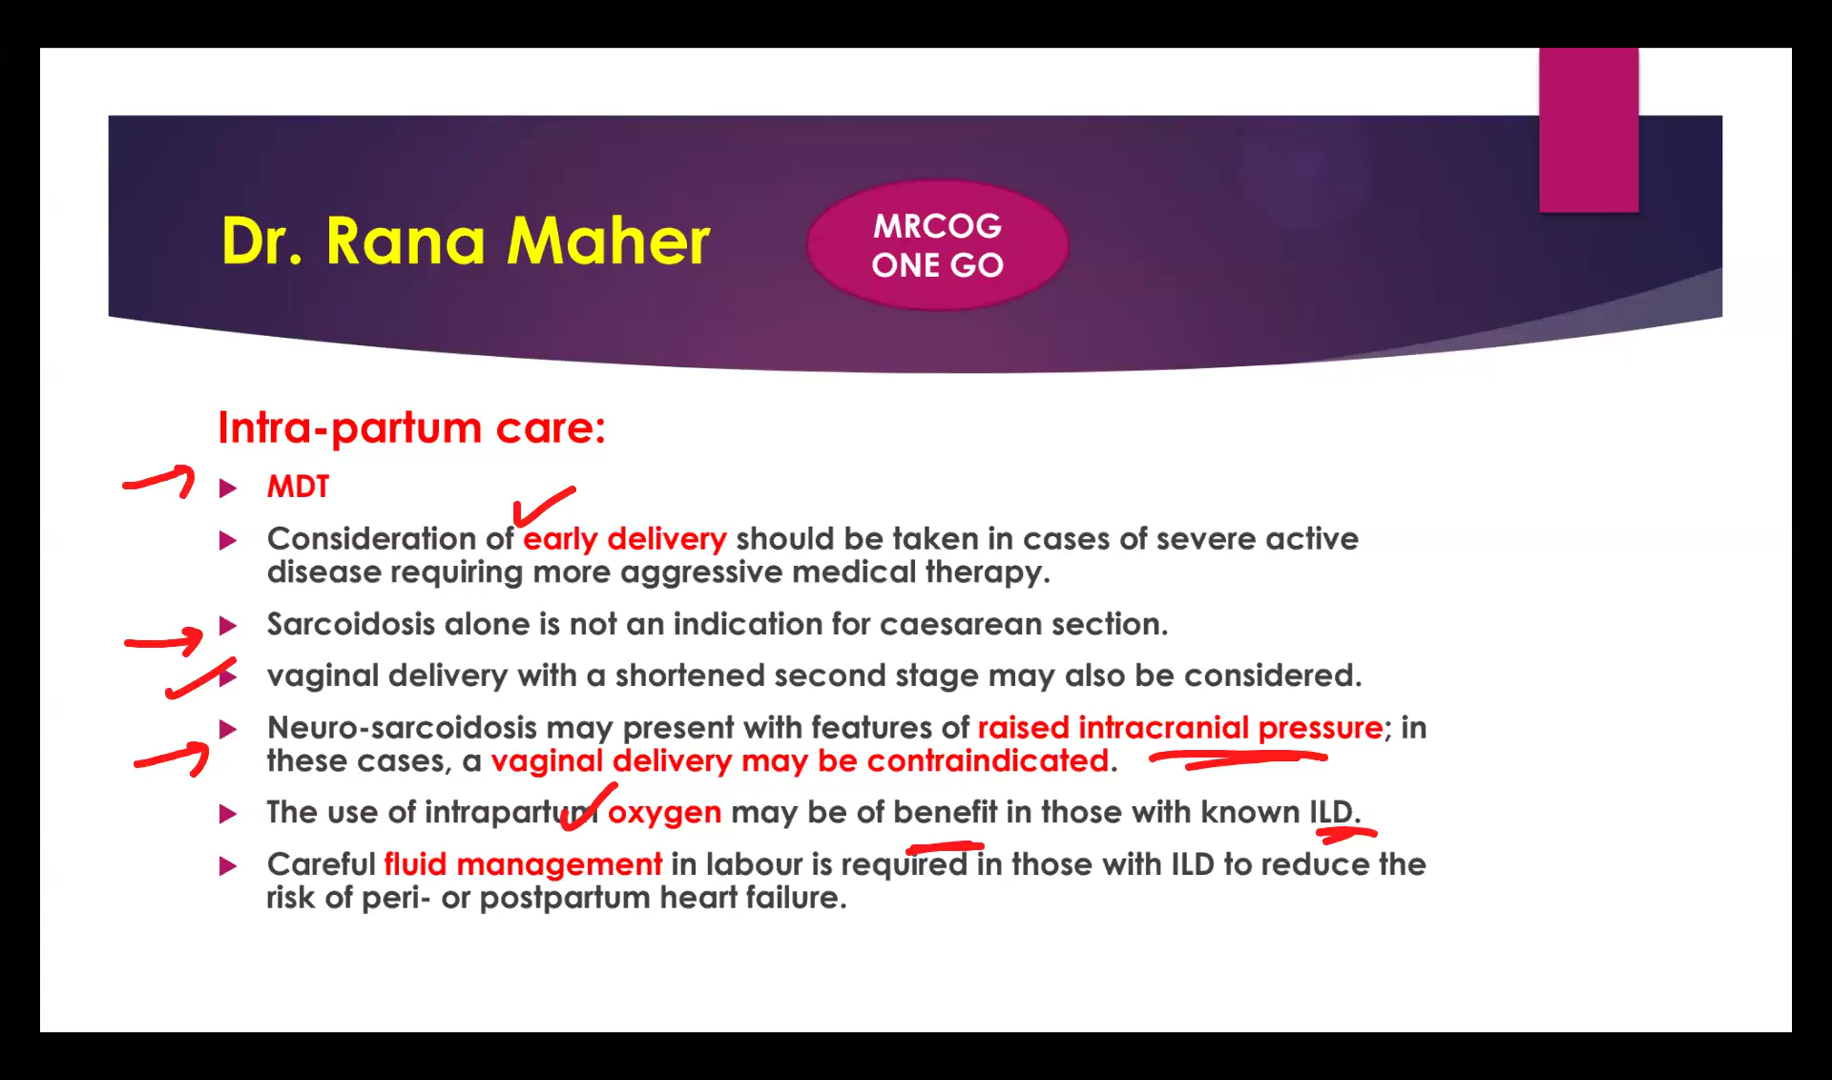 Dr. Rana Maher
MRCOG
ONE GO
Intra-partum care:
MDT
Consideration of early delivery should be taken in cases of severe active
disease requiring more aggressive medical therapy.
Sarcoidosis alone is not an indication for caesarean section.
vaginal delivery with a shortened second stage may also be considered.
Neuro-sarcoidosis may present with features of raised intracranial pressure; in
these cases, a vaginal delivery may be contraindicated.
The use of intrapartum oxygen may be of benefit in those with known ILD.
Careful fluid management in labour is required in those with ILD to reduce the
risk of peri- or postpartum heart failure.